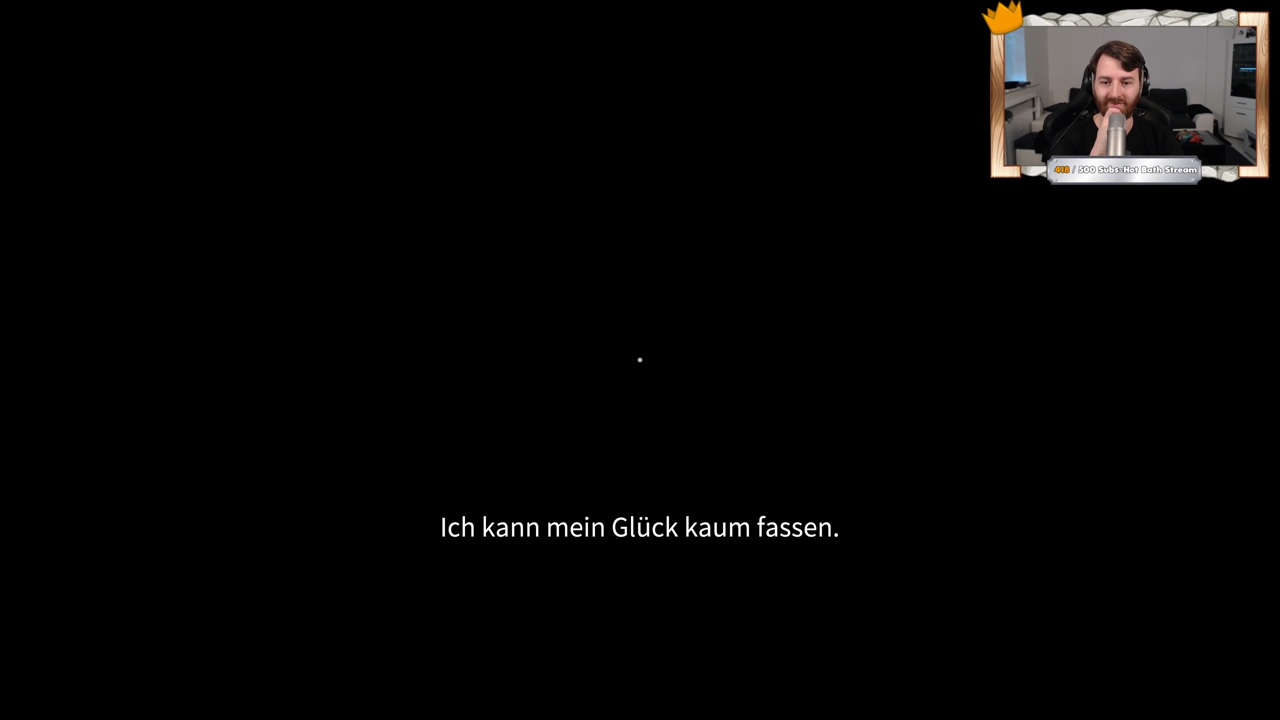 418 / 500 Subs-Hot Bath Stream
Ich kann mein Glück kaum fassen.